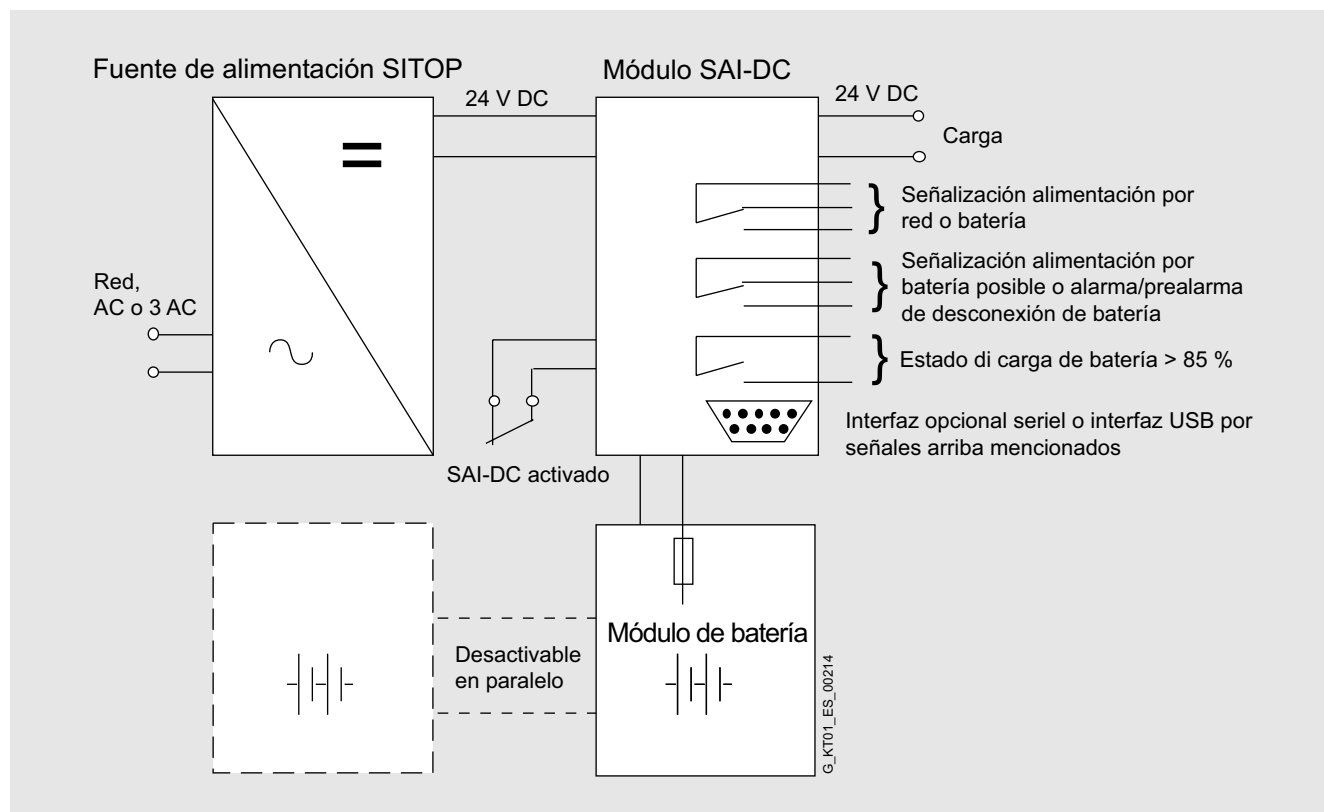 Fuente de alimentación SITOP
Módulo SAI-DC
24 V DC
24 V DC
Carga
Señalización alimentación por
red o batería
Señalización alimentación por
batería posible o alarma/prealarma
de desconexión de batería
Red,
AC o 3 AC
Estado di carga de batería > 85 %
Interfaz opcional seriel o interfaz USB por
señales arriba mencionados
SAI-DC activado
Módulo de batería
Desactivable
en paralelo
G_KT01_ES_00214